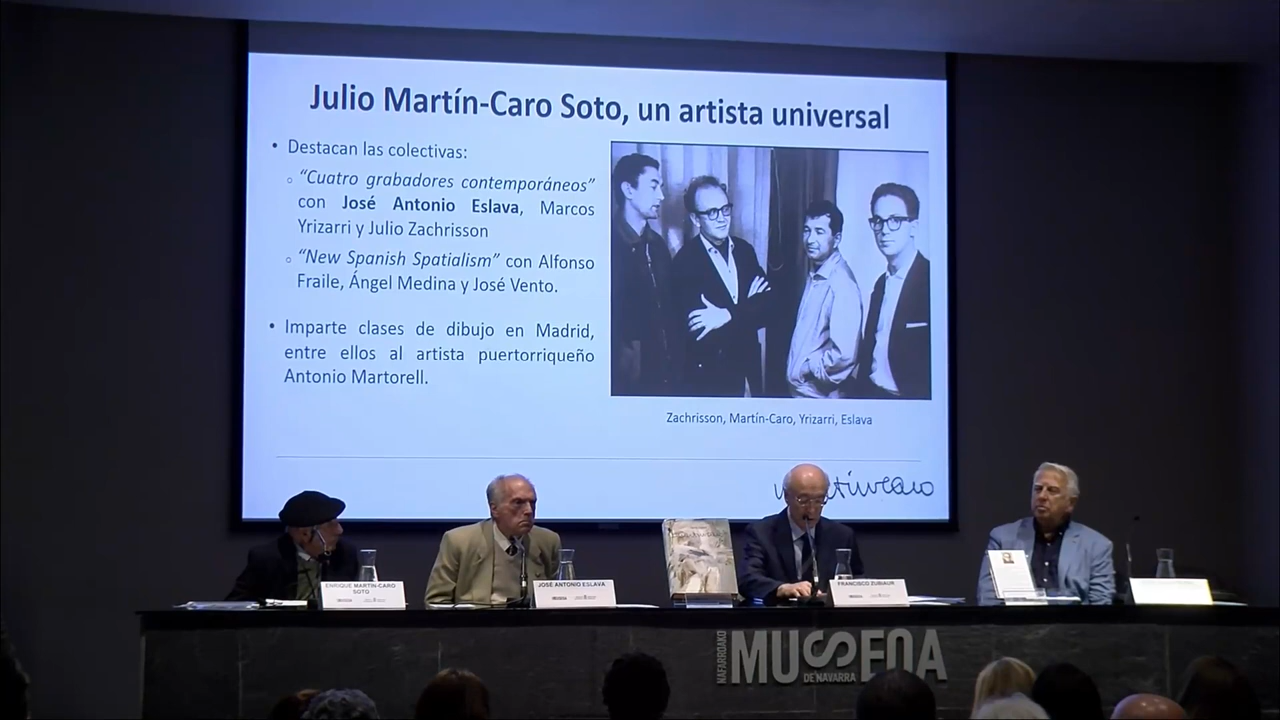 Julio Martín-Caro Soto, un artista universal
• Destacan las colectivas:
○ “Cuatro grabadores contemporáneos”
con José Antonio Eslava, Marcos
Yrizarri y Julio Zachrisson
○ “New Spanish Spatialism” con Alfonso
Fraile, Ángel Medina y José Vento.
• Imparte clases de dibujo en Madrid,
entre ellos al artista puertorriqueño
Antonio Martorell.
Zachrisson, Martín-Caro, Yrizarri, Eslava
ENRIQUE MARTÍN-CARO
SOTO
JOSÉ ANTONIO ESLAVA
FRANCISCO ZUBIAUR
NAFARROAKO
MUSEOA
DE NAVARRA